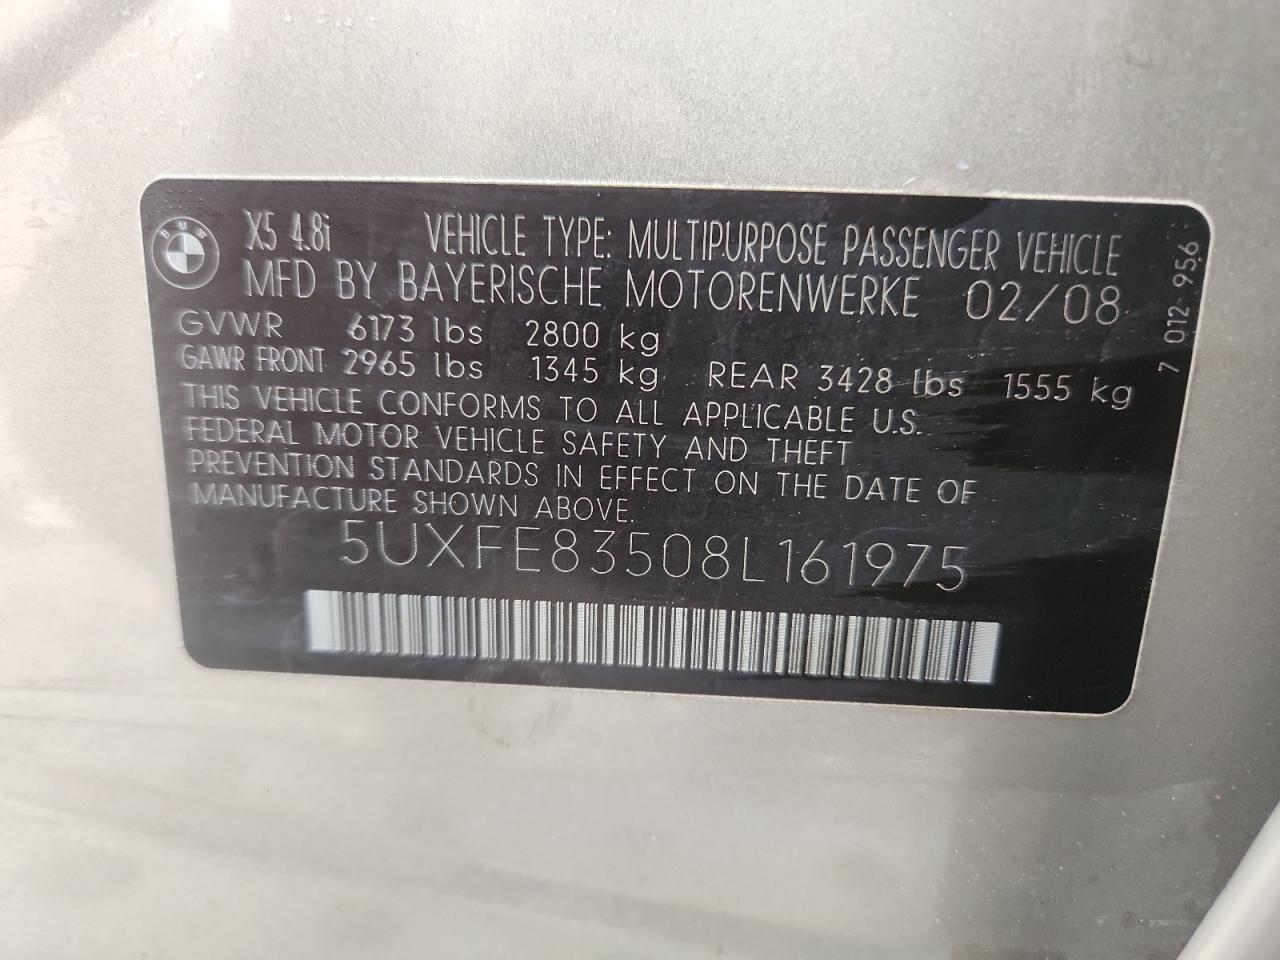 BMW
X5 4.8i VEHICLE TYPE: MULTIPURPOSE PASSENGER VEHICLE
MFD BY BAYERISCHE MOTORENWERKE 02/08
GVWR 6173 lbs 2800 kg
GAWR FRONT 2965 lbs 1345 kg REAR 3428 lbs 1555 kg
THIS VEHICLE CONFORMS TO ALL APPLICABLE U.S.
FEDERAL MOTOR VEHICLE SAFETY AND THEFT
PREVENTION STANDARDS IN EFFECT ON THE DATE OF
MANUFACTURE SHOWN ABOVE.
5UXFE83508L161975
7 012 956